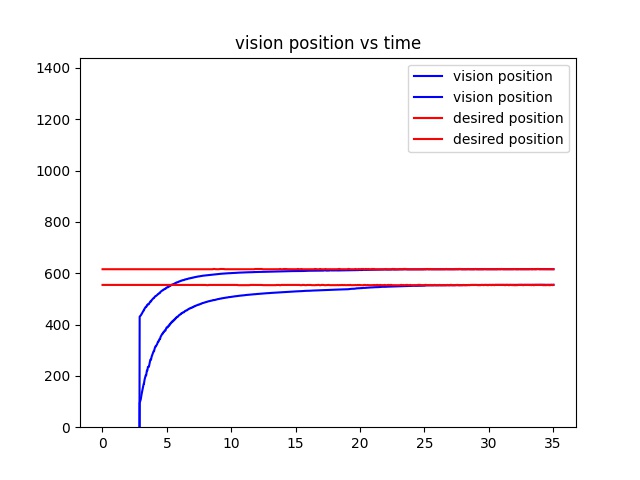 vision position vs time
1400
1200
1000
800
600
400
200
0
vision position
vision position
desired position
desired position
0 5 10 15 20 25 30 35